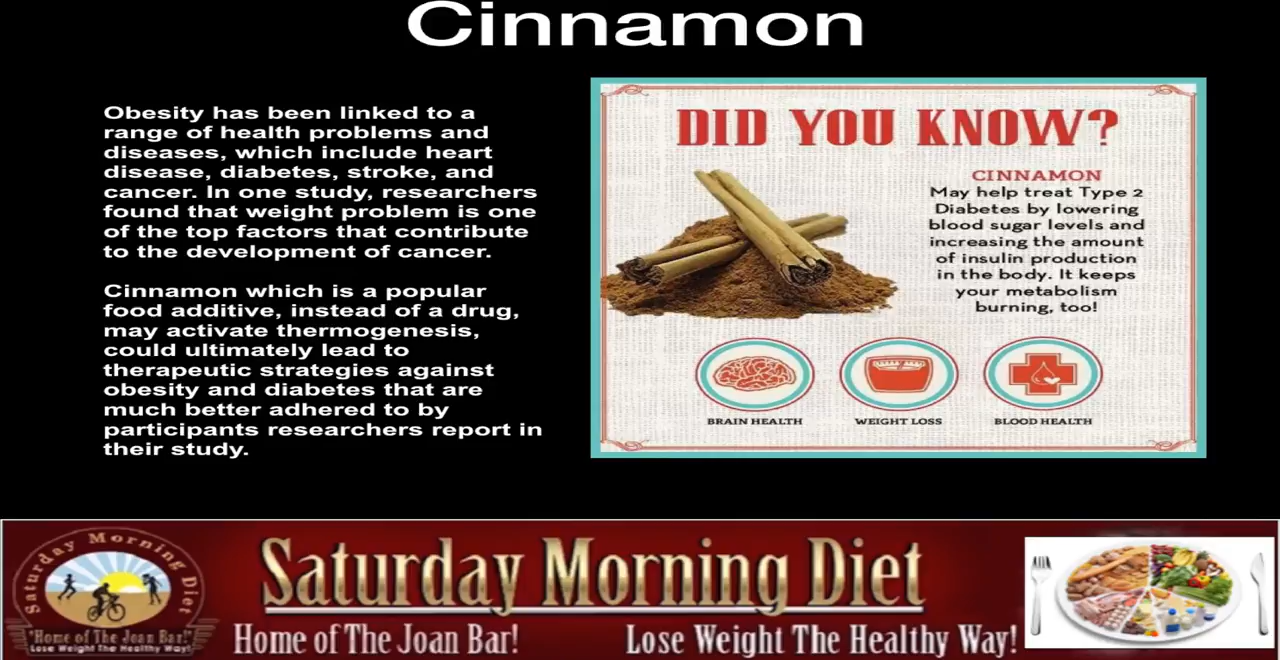 Cinnamon
Obesity has been linked to a
range of health problems and
diseases, which include heart
disease, diabetes, stroke, and
cancer. In one study, researchers
found that weight problem is one
of the top factors that contribute
to the development of cancer.
Cinnamon which is a popular
food additive, instead of a drug,
may activate thermogenesis,
could ultimately lead to
therapeutic strategies against
obesity and diabetes that are
much better adhered to by
participants researchers report in
their study.
DID YOU KNOW?
CINNAMON
May help treat Type 2
Diabetes by lowering
blood sugar levels and
increasing the amount
of insulin production
in the body. It keeps
your metabolism
burning, too!
BRAIN HEALTH
WEIGHT LOSS
BLOOD HEALTH
Saturday Morning Diet
"Home of The Joan Bar!"
Lose Weight The Healthy Way!
Saturday Morning Diet
Home of The Joan Bar!
Lose Weight The Healthy Way!